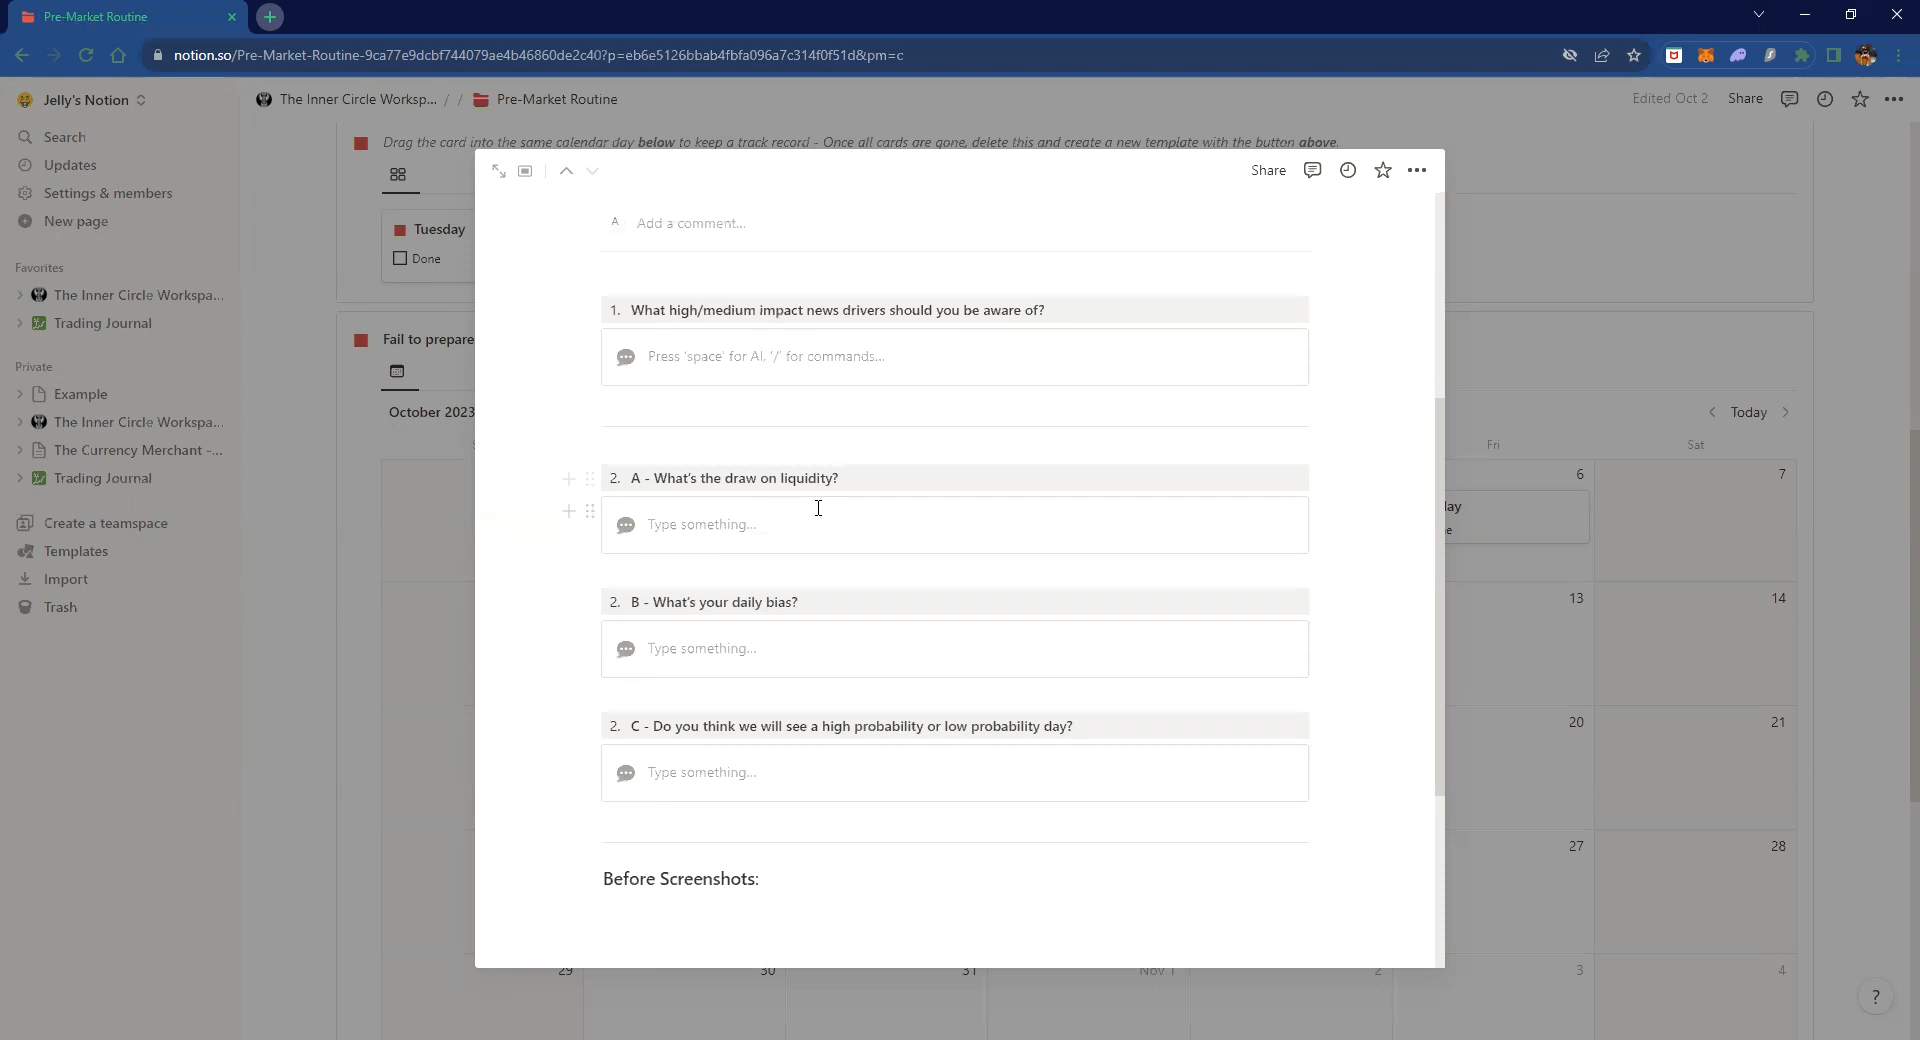 Pre-Market Routine
notion.so/Pre-Market-Routine-9ca77e9dcbf744079ae4b46860de2c40?p=eb6e5126bbab4fbfa096a7c314f0f51d&pm=c
Jelly's Notion
The Inner Circle Worksp... / / Pre-Market Routine
Edited Oct 2
Share
Search
Updates
Settings & members
New page
Favorites
The Inner Circle Workspa...
Trading Journal
Private
Example
The Inner Circle Workspa...
The Currency Merchant -...
Trading Journal
Create a teamspace
Templates
Import
Trash
Drag the card into the same calendar day below to keep a track record - Once all cards are gone, delete this and create a new template with the button above.
Tuesday
Done
Fail to prepare
October 2023
Share
A Add a comment...
1. What high/medium impact news drivers should you be aware of?
Press 'space' for AI, '/' for commands...
2. A - What's the draw on liquidity?
Type something...
2. B - What's your daily bias?
Type something...
2. C - Do you think we will see a high probability or low probability day?
Type something...
Before Screenshots:
Today
Fri Sat
6 7
ay
e
13 14
20 21
27 28
29 30 31 Nov 1 2 3 4
?